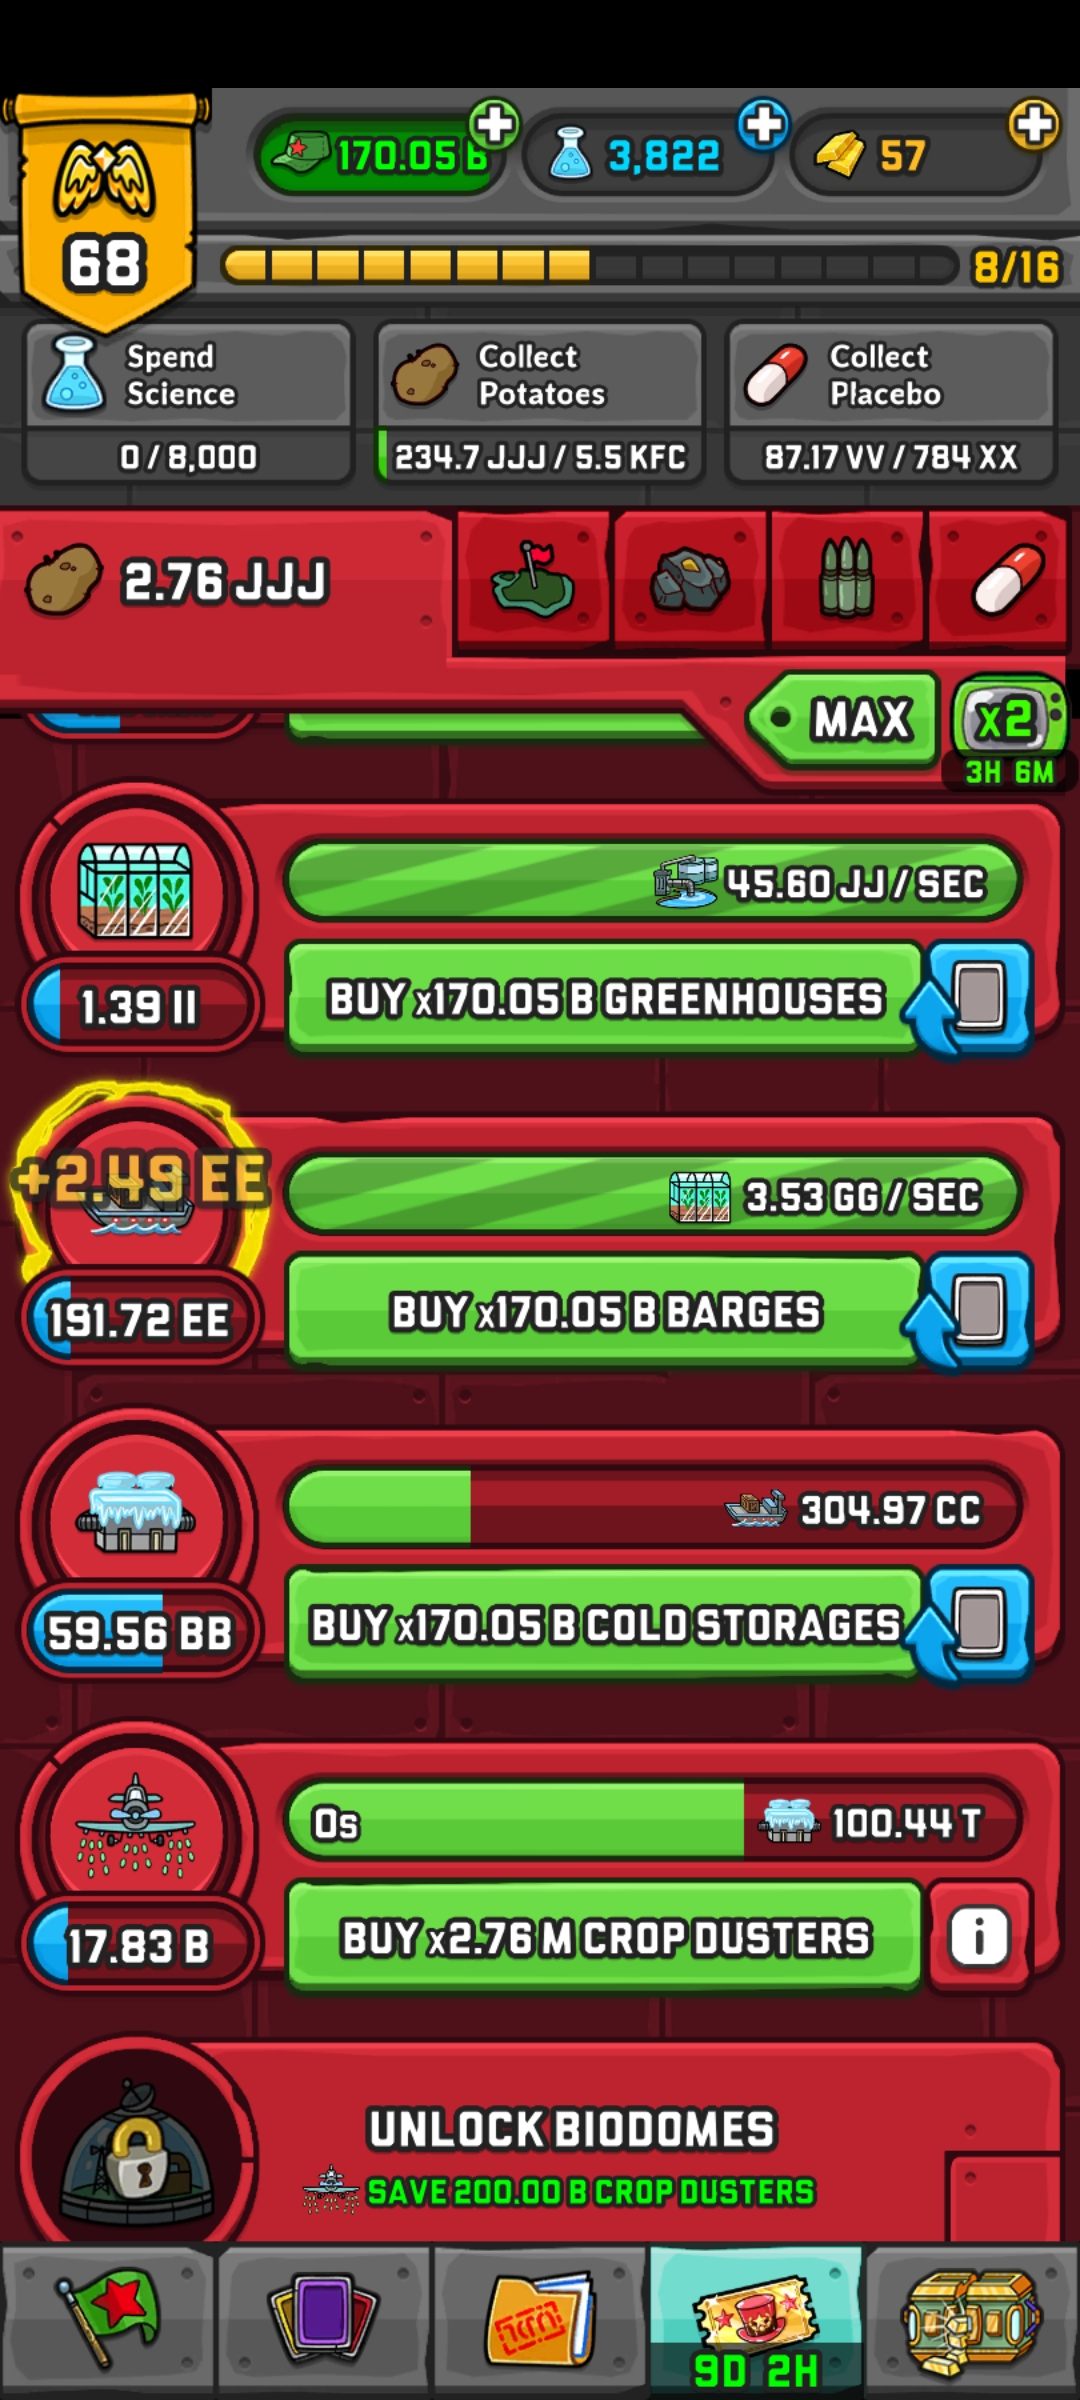 170.05 B
3,822
57
68
8/16
Spend
Science
0 / 8,000
Collect
Potatoes
234.7 JJJ / 5.5 KFC
Collect
Placebo
87.17 VV / 784 XX
2.76 JJJ
MAX
x2
3H 6M
45.60 JJ / SEC
1.39 II
BUY x170.05 B GREENHOUSES
+2.49 EE
3.53 GG / SEC
191.72 EE
BUY x170.05 B BARGES
304.97 CC
59.56 BB
BUY x170.05 B COLD STORAGES
0s
100.44 T
17.83 B
BUY x2.76 M CROP DUSTERS
i
UNLOCK BIODOMES
SAVE 200.00 B CROP DUSTERS
9D 2H